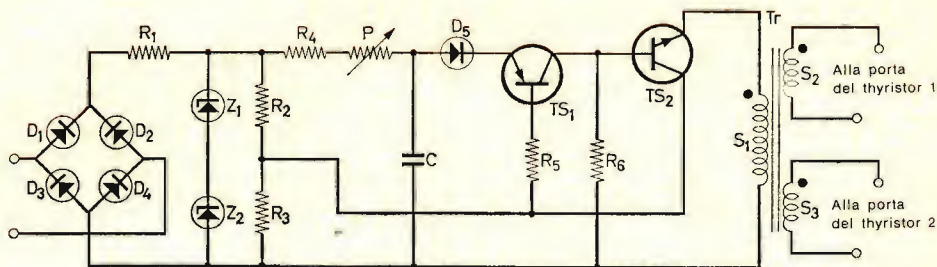 R1
R4
P
D5
Tr
S2
Alla porta
del thyristor 1
D1
D2
Z1
R2
TS1
TS2
S1
C
R5
R6
D3
D4
Z2
R3
S3
Alla porta
del thyristor 2